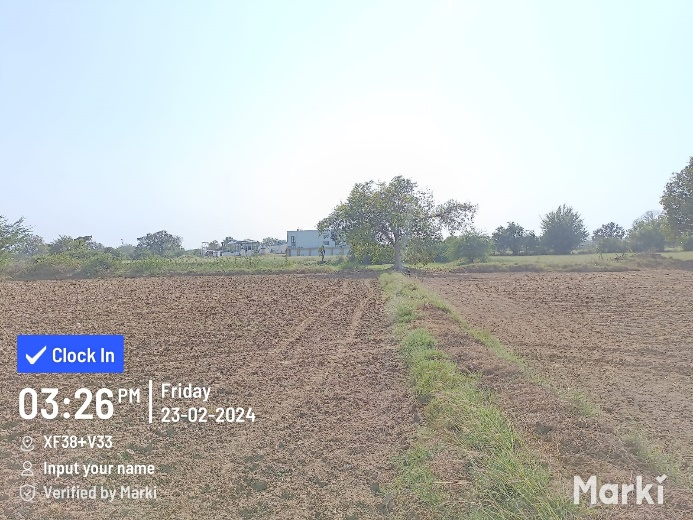 Clock In
03:26 PM
Friday
23-02-2024
XF38+V33
Input your name
Verified by Marki
Marki